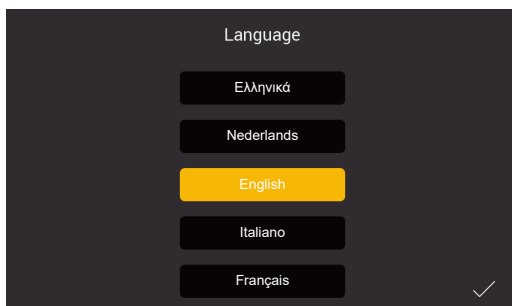 Language
Ελληνικά
Nederlands
English
Italiano
Français